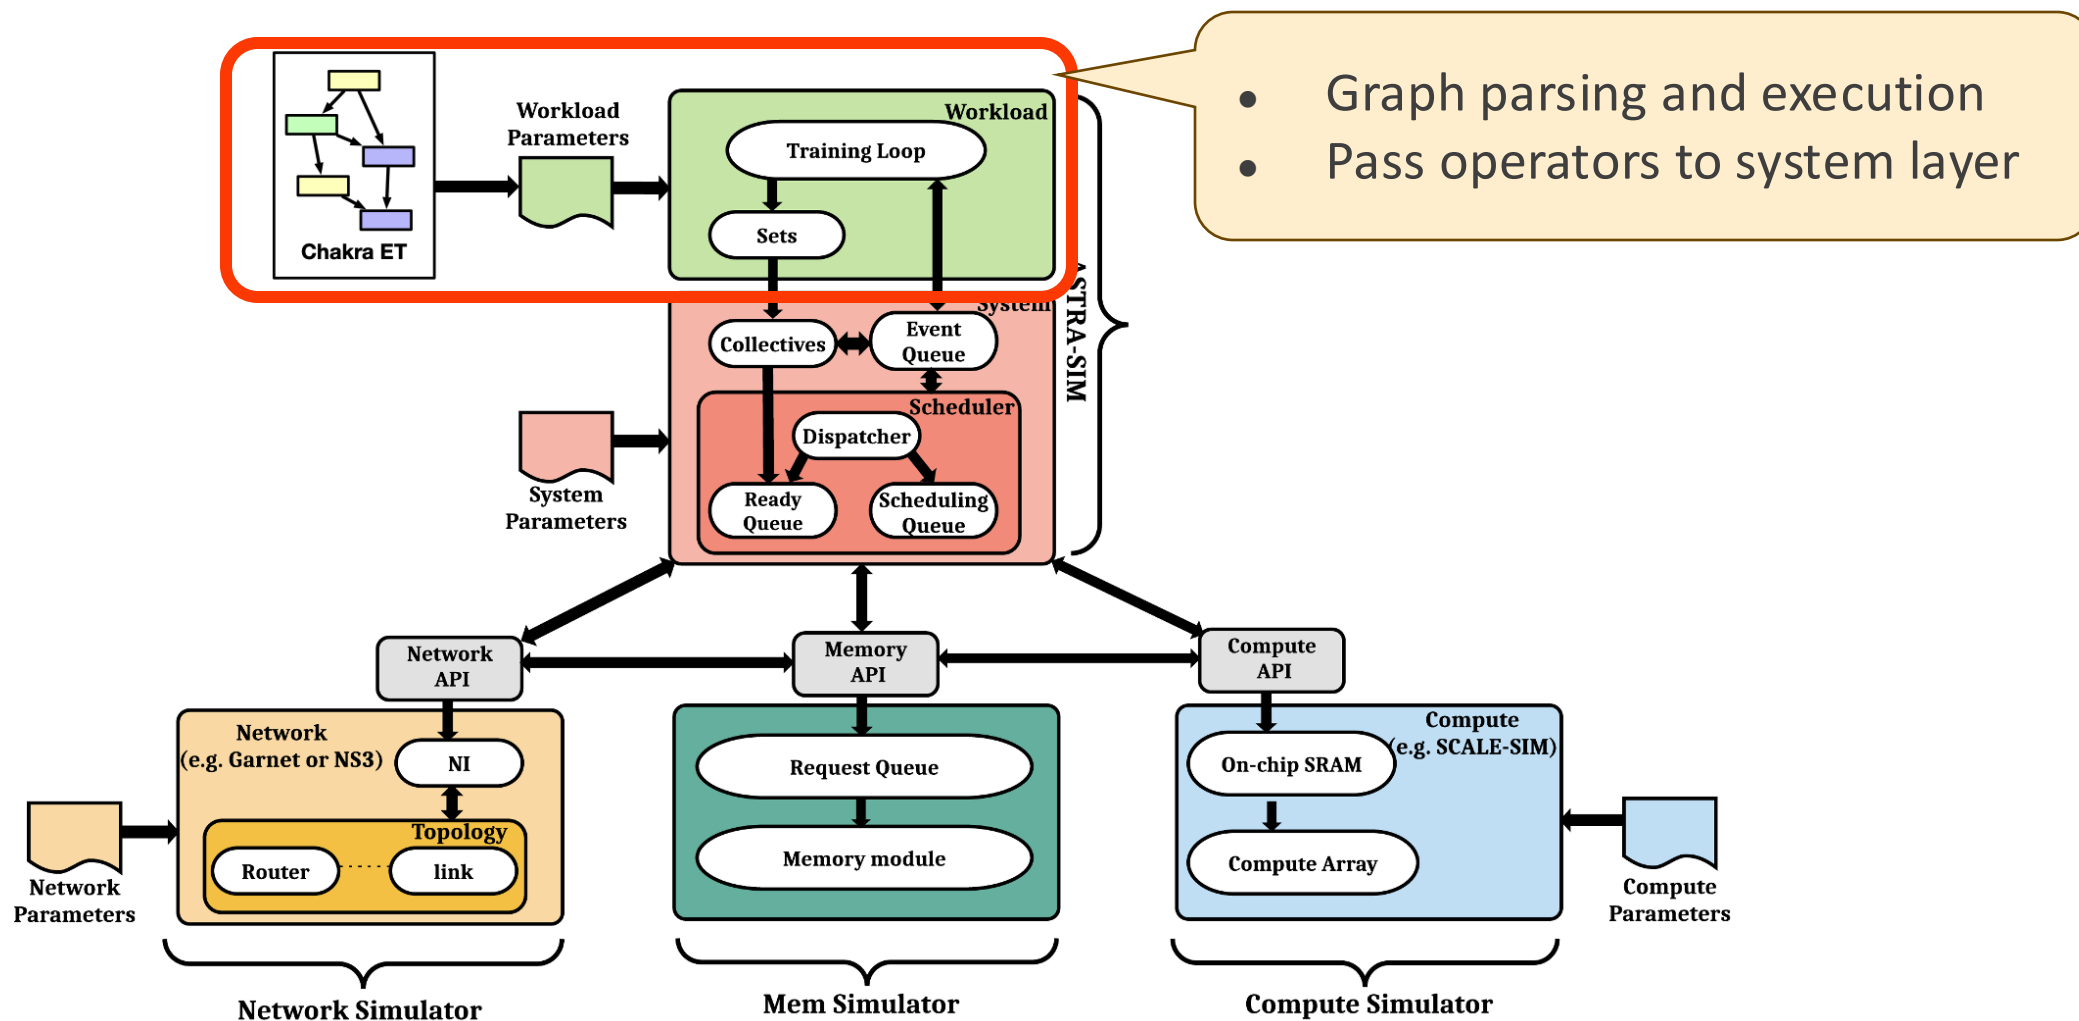 • Graph parsing and execution
• Pass operators to system layer
Chakra ET
Workload
Parameters
Workload
Training Loop
Sets
System
Collectives
Event
Queue
ASTRA-SIM
Scheduler
Dispatcher
Ready
Queue
Scheduling
Queue
System
Parameters
Network
API
Memory
API
Compute
API
Network
(e.g. Garnet or NS3)
NI
Topology
Router
link
Network
Parameters
Request Queue
Memory module
Compute
(e.g. SCALE-SIM)
On-chip SRAM
Compute Array
Compute
Parameters
Network Simulator
Mem Simulator
Compute Simulator